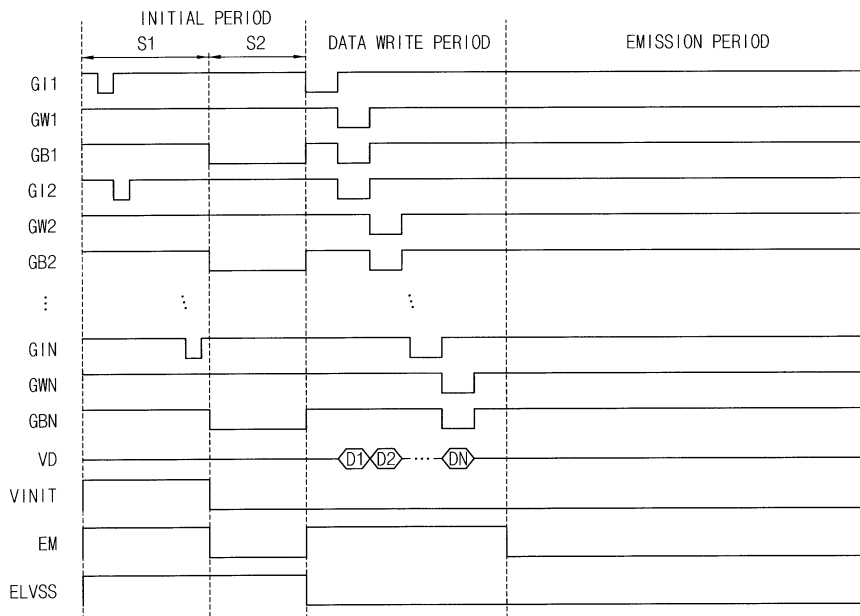 INITIAL PERIOD
S1 S2 DATA WRITE PERIOD EMISSION PERIOD
GI1
GW1
GB1
GI2
GW2
GB2
⋮ ⋱ ⋱
GIN
GWN
GBN
VD D1 D2 ···· DN
VINIT
EM
ELVSS